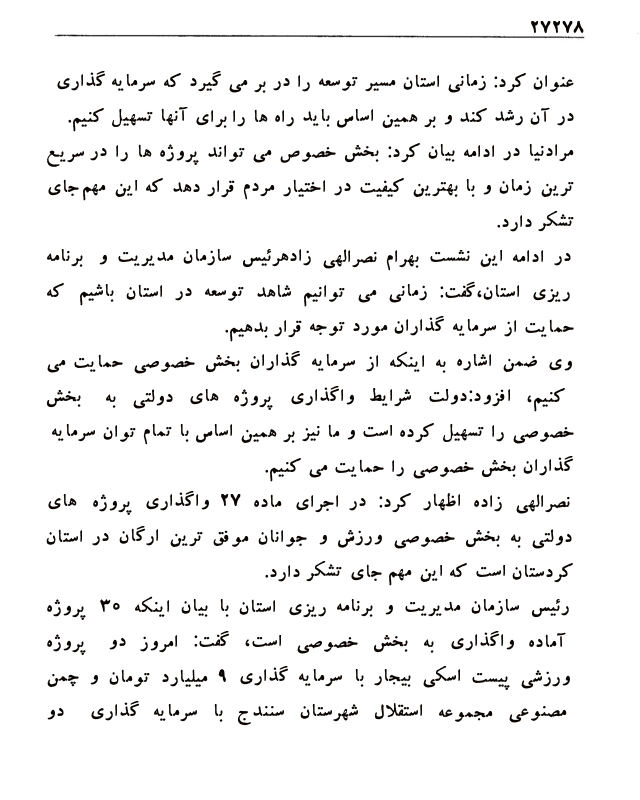 ۲۷۲۷۸
عنوان کرد: زمانی استان مسیر توسعه را در بر می گیرد که سرمایه گذاری
در آن رشد کند و بر همین اساس باید راه ها را برای آنها تسهیل کنیم.
مرادنیا در ادامه بیان کرد: بخش خصوص می تواند پروژه ها را در سریع
ترین زمان و با بهترین کیفیت در اختیار مردم قرار دهد که این مهم جای
تشکر دارد.
در ادامه این نشست بهرام نصرالهی زادهرئیس سازمان مدیریت و برنامه
ریزی استان،گفت: زمانی می توانیم شاهد توسعه در استان باشیم که
حمایت از سرمایه گذاران مورد توجه قرار بدهیم.
وی ضمن اشاره به اینکه از سرمایه گذاران بخش خصوصی حمایت می
کنیم، افزود:دولت شرایط واگذاری پروژه های دولتی به بخش
خصوصی را تسهیل کرده است و ما نیز بر همین اساس با تمام توان سرمایه
گذاران بخش خصوصی را حمایت می کنیم.
نصرالهی زاده اظهار کرد: در اجرای ماده ۲۷ واگذاری پروژه های
دولتی به بخش خصوصی ورزش و جوانان موفق ترین ارگان در استان
کردستان است که این مهم جای تشکر دارد.
رئیس سازمان مدیریت و برنامه ریزی استان با بیان اینکه ۳۰ پروژه
آماده واگذاری به بخش خصوصی است، گفت: امروز دو پروژه
ورزشی پیست اسکی بیجار با سرمایه گذاری ۹ میلیارد تومان و چمن
مصنوعی مجموعه استقلال شهرستان سنندج با سرمایه گذاری دو